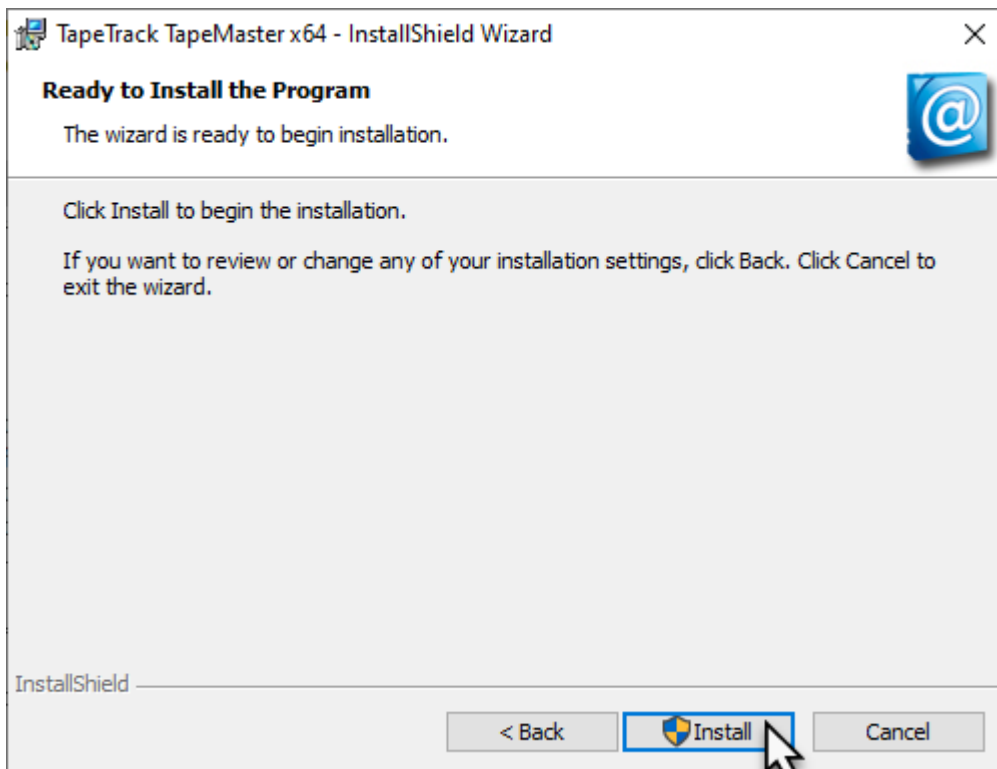 TapeTrack TapeMaster x64 - InstallShield Wizard
Ready to Install the Program
The wizard is ready to begin installation.
@
Click Install to begin the installation.
If you want to review or change any of your installation settings, click Back. Click Cancel to
exit the wizard.
InstallShield
< Back
Install
Cancel